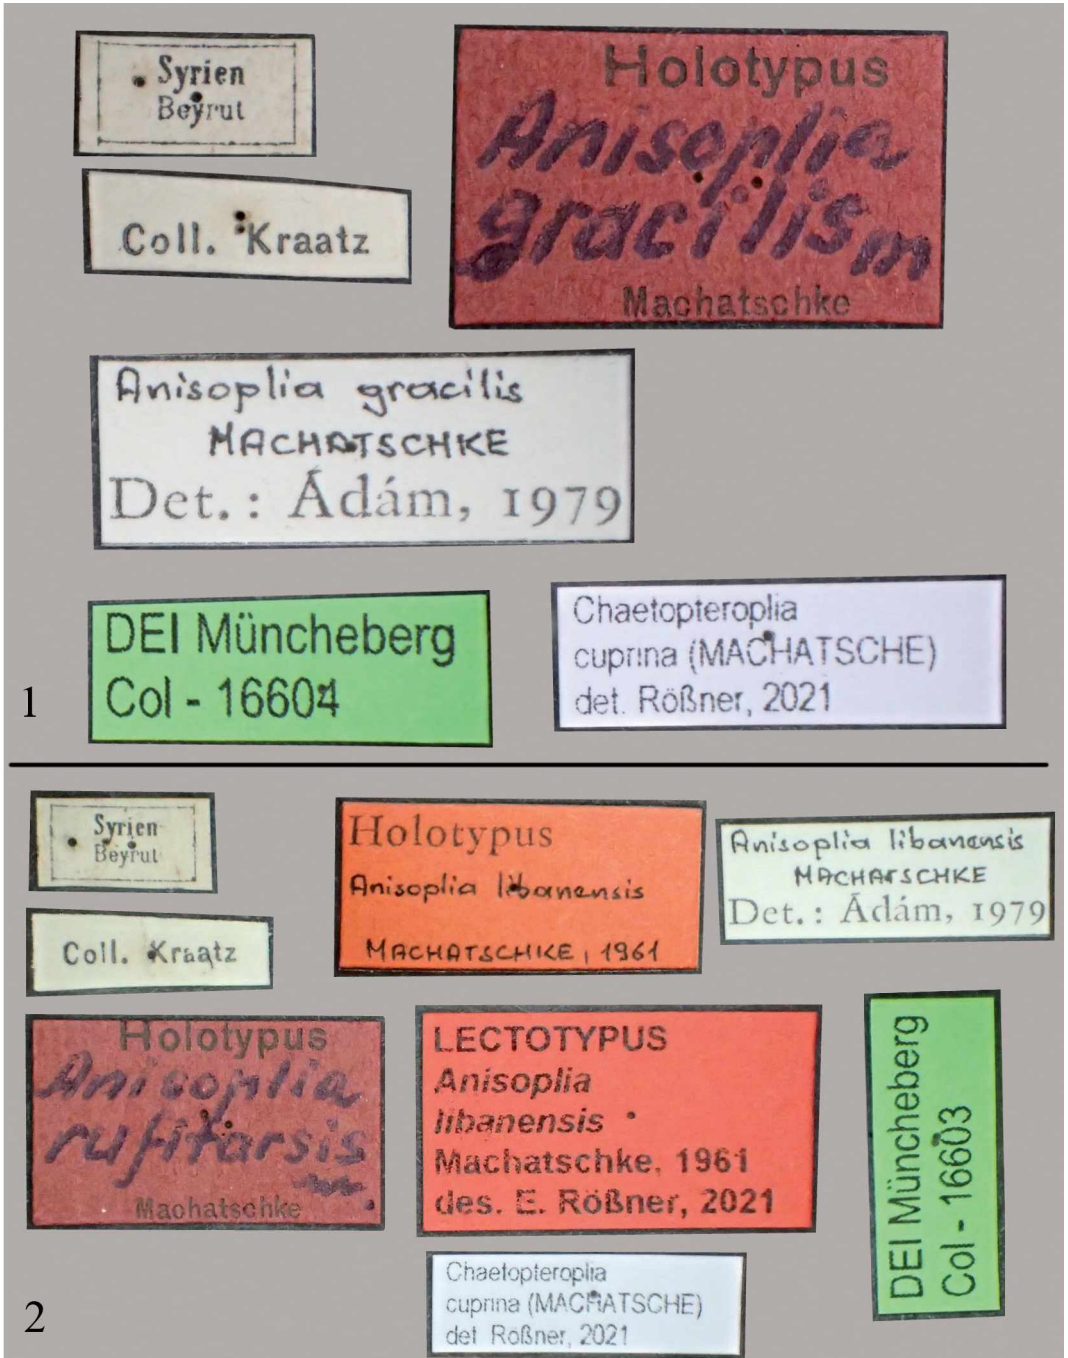 Syrien
Beyrut
Coll. Kraatz
Holotypus
Anisoplia
gracilis m
Machatschke
Anisoplia gracilis
MACHATSCHKE
Det.: Ádám, 1979
DEI Müncheberg
Col - 16604
Chaetopteroplia
cuprina (MACHATSCHE)
det. Rößner, 2021
1
Syrien
Beyrut
Coll. Kraatz
Holotypus
Anisoplia libanensis
MACHATSCHKE, 1961
Anisoplia libanensis
MACHATSCHKE
Det.: Ádám, 1979
Holotypus
Anisoplia
rufitarsis
m.
Machatschke
LECTOTYPUS
Anisoplia
libanensis
Machatschke, 1961
des. E. Rößner, 2021
DEI Müncheberg
Col - 16603
Chaetopteroplia
cuprina (MACHATSCHE)
det Roßner, 2021
2